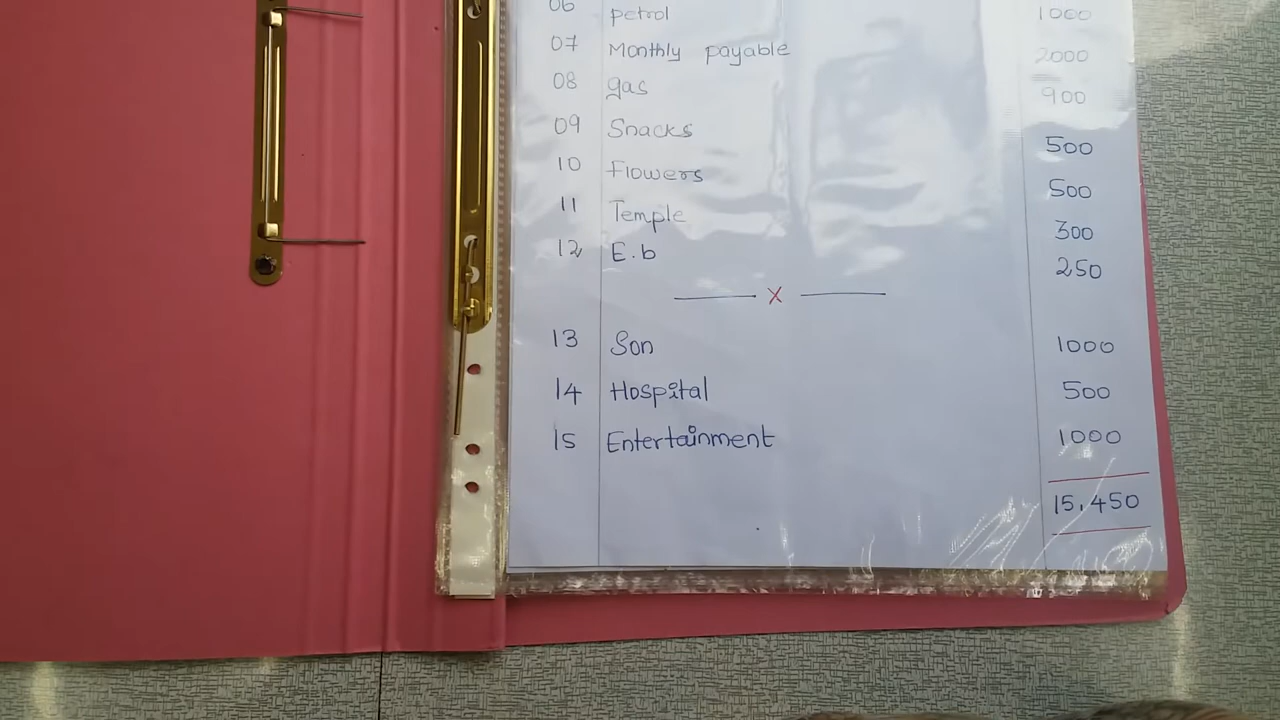 06 petrol 1000
07 Monthly payable 2000
08 gas 900
09 Snacks 500
10 Flowers 500
11 Temple 300
12 E.b 250
x
13 Son 1000
14 Hospital 500
15 Entertainment 1000
15,450